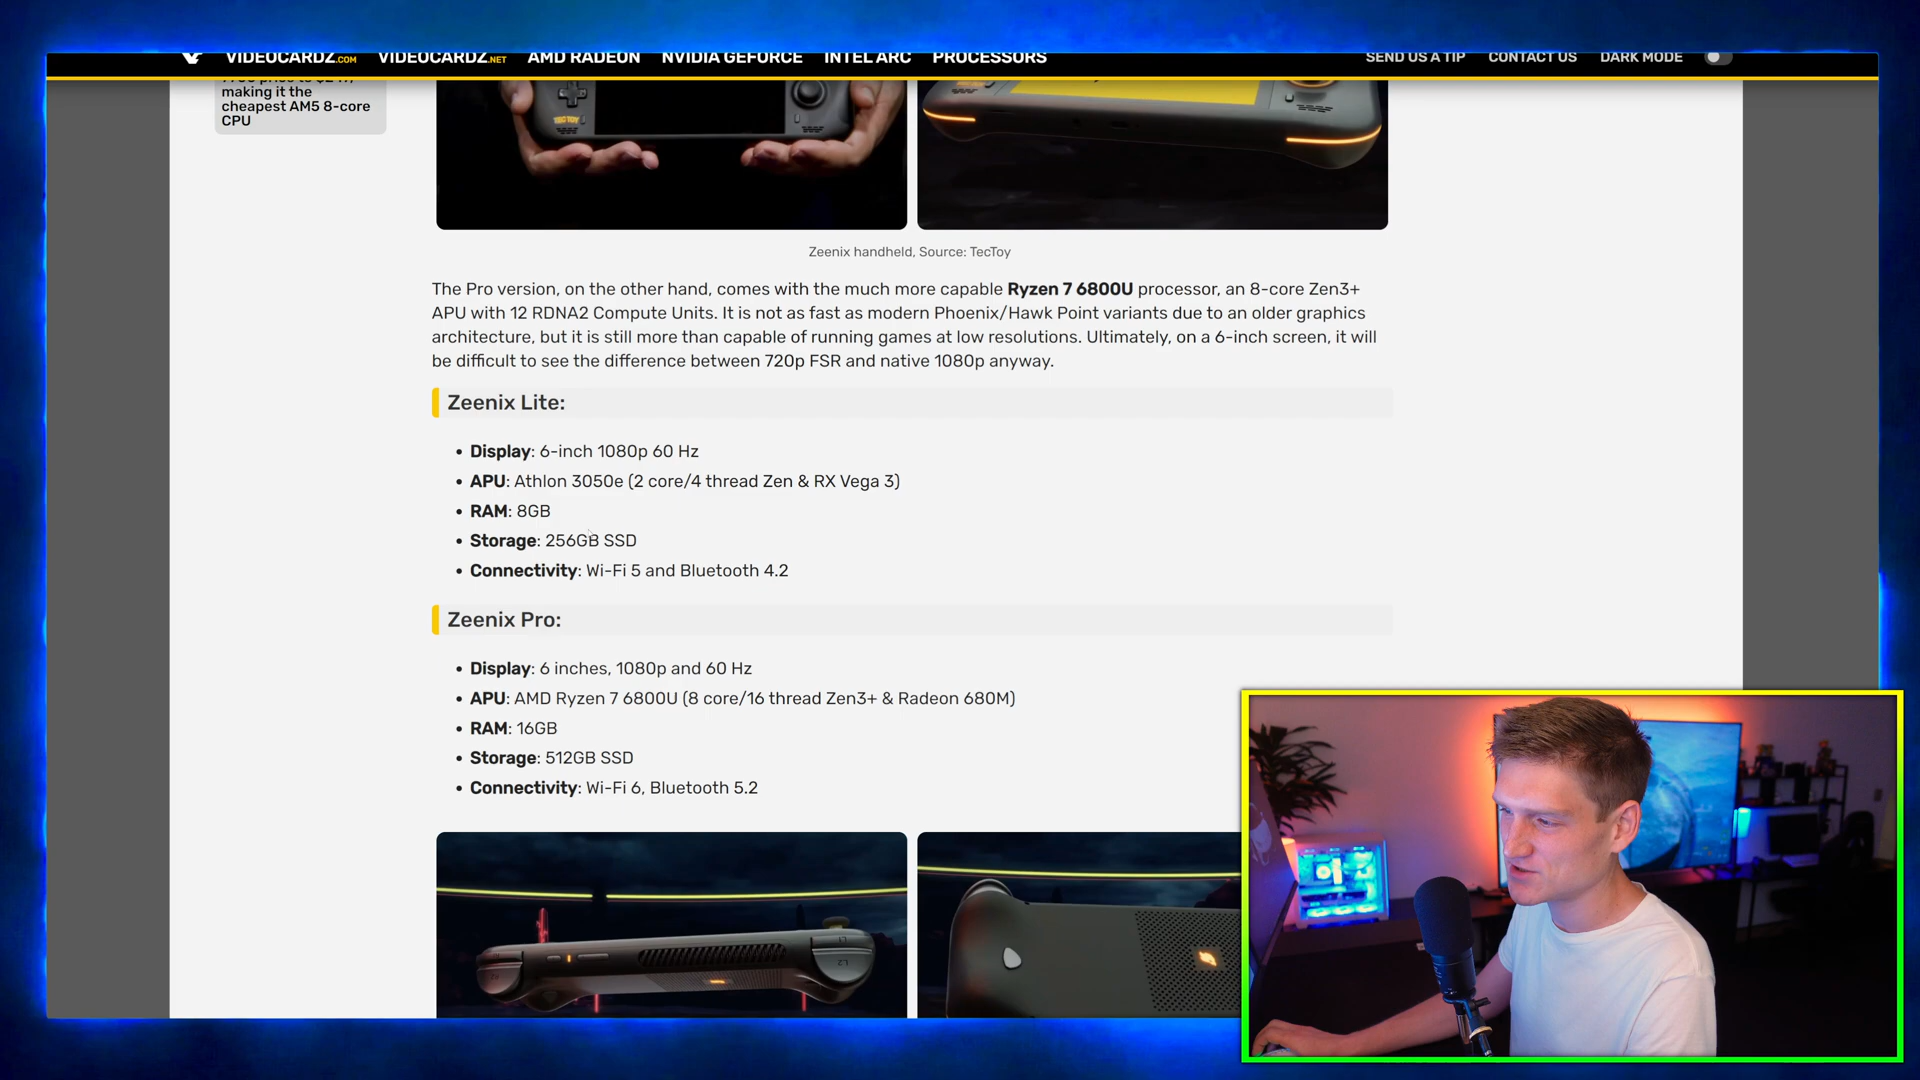 VIDEOCARDZ.COM VIDEOCARDZ.NET AMD RADEON NVIDIA GEFORCE INTEL ARC PROCESSORS SEND US A TIP CONTACT US DARK MODE
making it the
cheapest AM5 8-core
CPU
TECTOY
Zeenix handheld, Source: TecToy
The Pro version, on the other hand, comes with the much more capable Ryzen 7 6800U processor, an 8-core Zen3+
APU with 12 RDNA2 Compute Units. It is not as fast as modern Phoenix/Hawk Point variants due to an older graphics
architecture, but it is still more than capable of running games at low resolutions. Ultimately, on a 6-inch screen, it will
be difficult to see the difference between 720p FSR and native 1080p anyway.
Zeenix Lite:
• Display: 6-inch 1080p 60 Hz
• APU: Athlon 3050e (2 core/4 thread Zen & RX Vega 3)
• RAM: 8GB
• Storage: 256GB SSD
• Connectivity: Wi-Fi 5 and Bluetooth 4.2
Zeenix Pro:
• Display: 6 inches, 1080p and 60 Hz
• APU: AMD Ryzen 7 6800U (8 core/16 thread Zen3+ & Radeon 680M)
• RAM: 16GB
• Storage: 512GB SSD
• Connectivity: Wi-Fi 6, Bluetooth 5.2